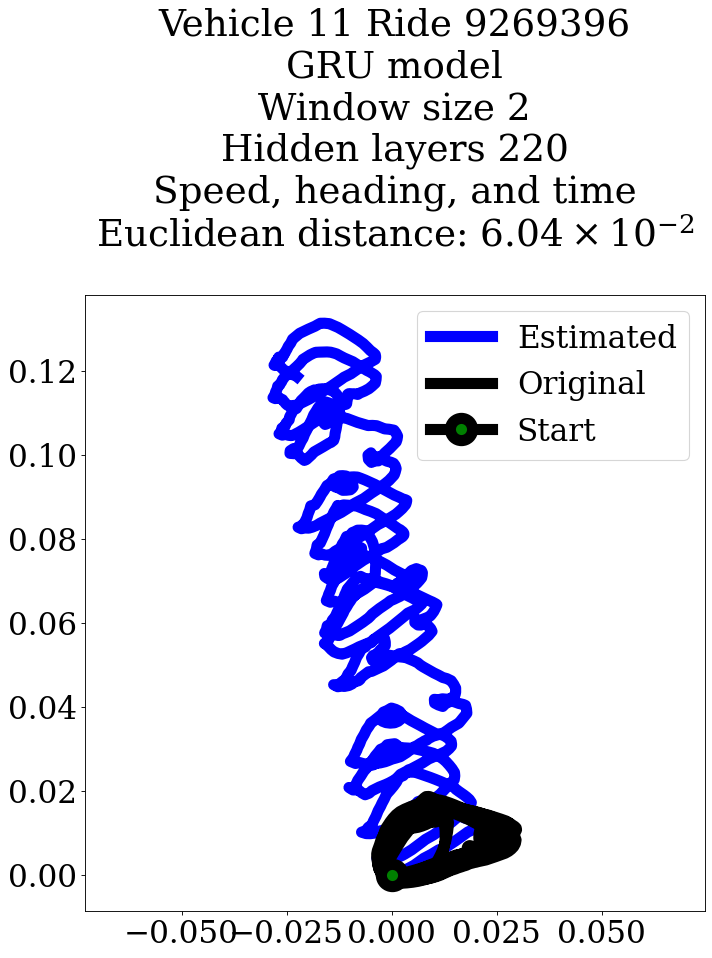 Vehicle 11 Ride 9269396
GRU model
Window size 2
Hidden layers 220
Speed, heading, and time
Euclidean distance: 6.04 × 10⁻²
Estimated
Original
Start
0.12
0.10
0.08
0.06
0.04
0.02
0.00
−0.050 −0.025 0.000 0.025 0.050